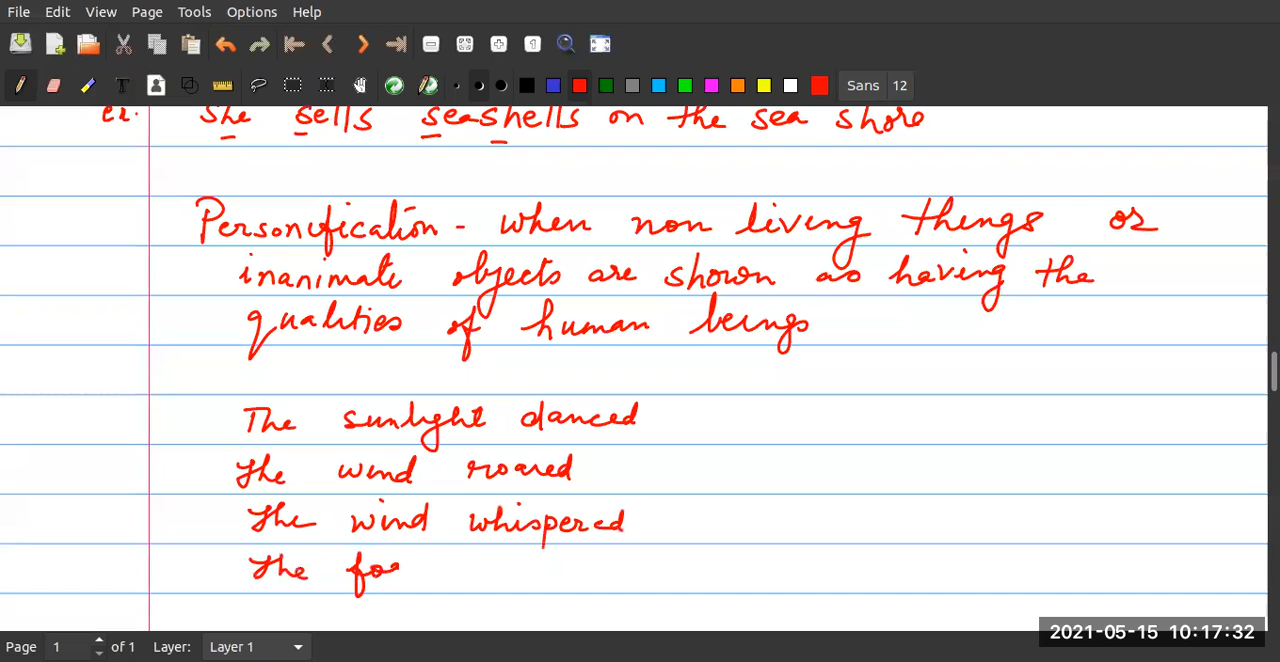 File Edit View Page Tools Options Help
Sans 12
ex. She sells seashells on the sea shore
Personification - when non living things or
inanimate objects are shown as having the
qualities of human beings
The sunlight danced
The wind roared
The wind whispered
The fo
2021-05-15 10:17:32
Page 1 of 1 Layer: Layer 1